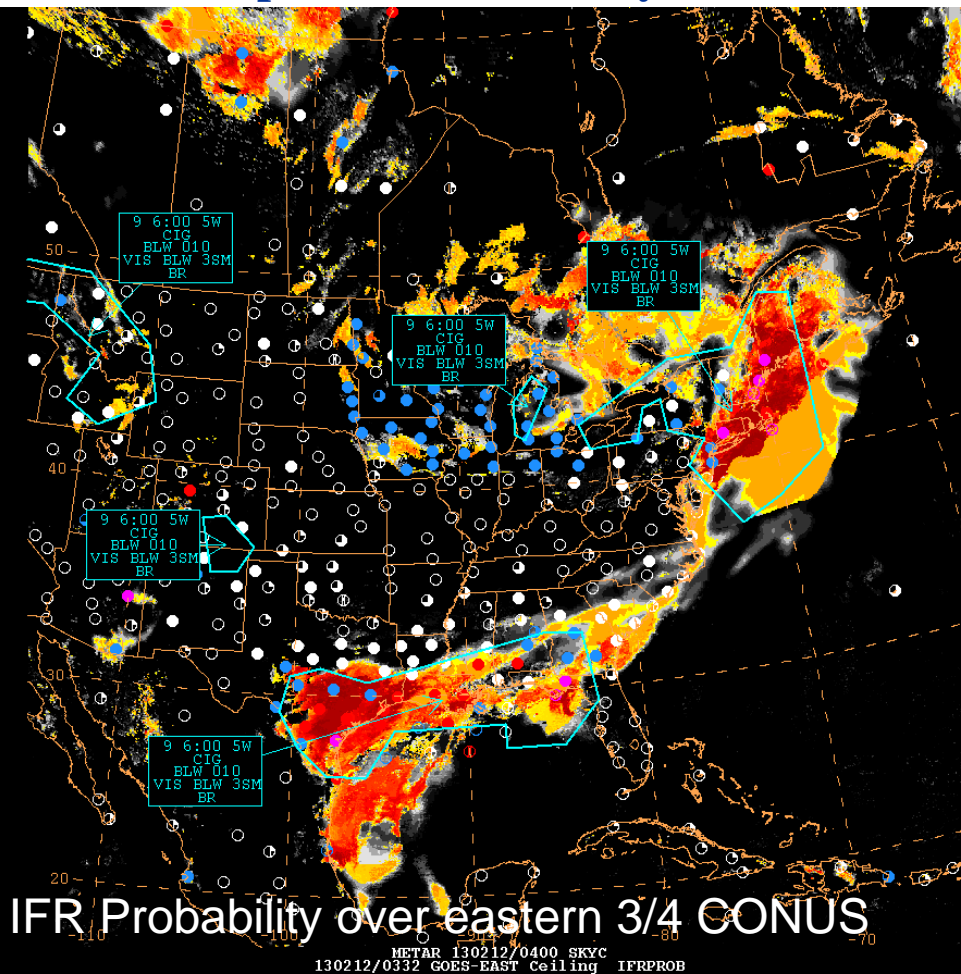 9 6:00 5W
CIG
BLW 010
VIS BLW 3SM
BR
9 6:00 5W
CIG
BLW 010
VIS BLW 3SM
BR
50
9 6:00 5W
CIG
BLW 010
VIS BLW 3SM
BR
40
9 6:00 5W
CIG
BLW 010
VIS BLW 3SM
BR
30
9 6:00 5W
CIG
BLW 010
VIS BLW 3SM
BR
20
IFR Probability over eastern 3/4 CONUS
-110
-100
-90
-80
-70
METAR 130212/0400 SKYC
130212/0332 GOES-EAST Ceiling IFRPROB